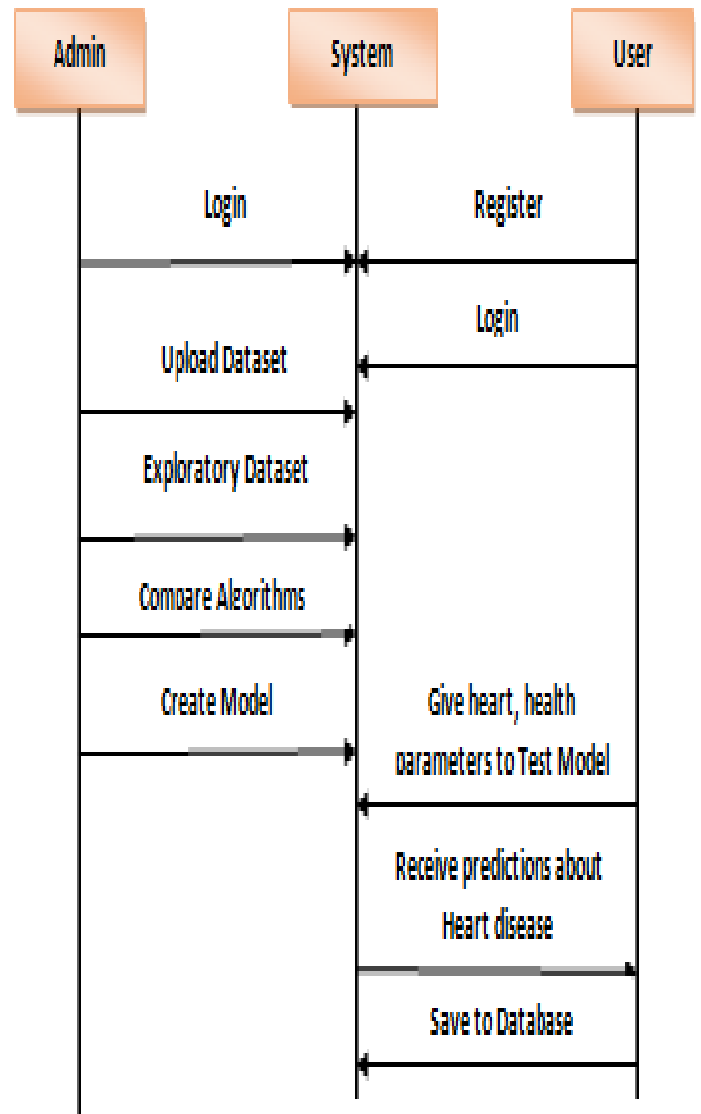 Admin
System
User
Login
Register
Login
Upload Dataset
Exploratory Dataset
Compare Algorithms
Create Model
Give heart, health
parameters to Test Model
Receive predictions about
Heart disease
Save to Database